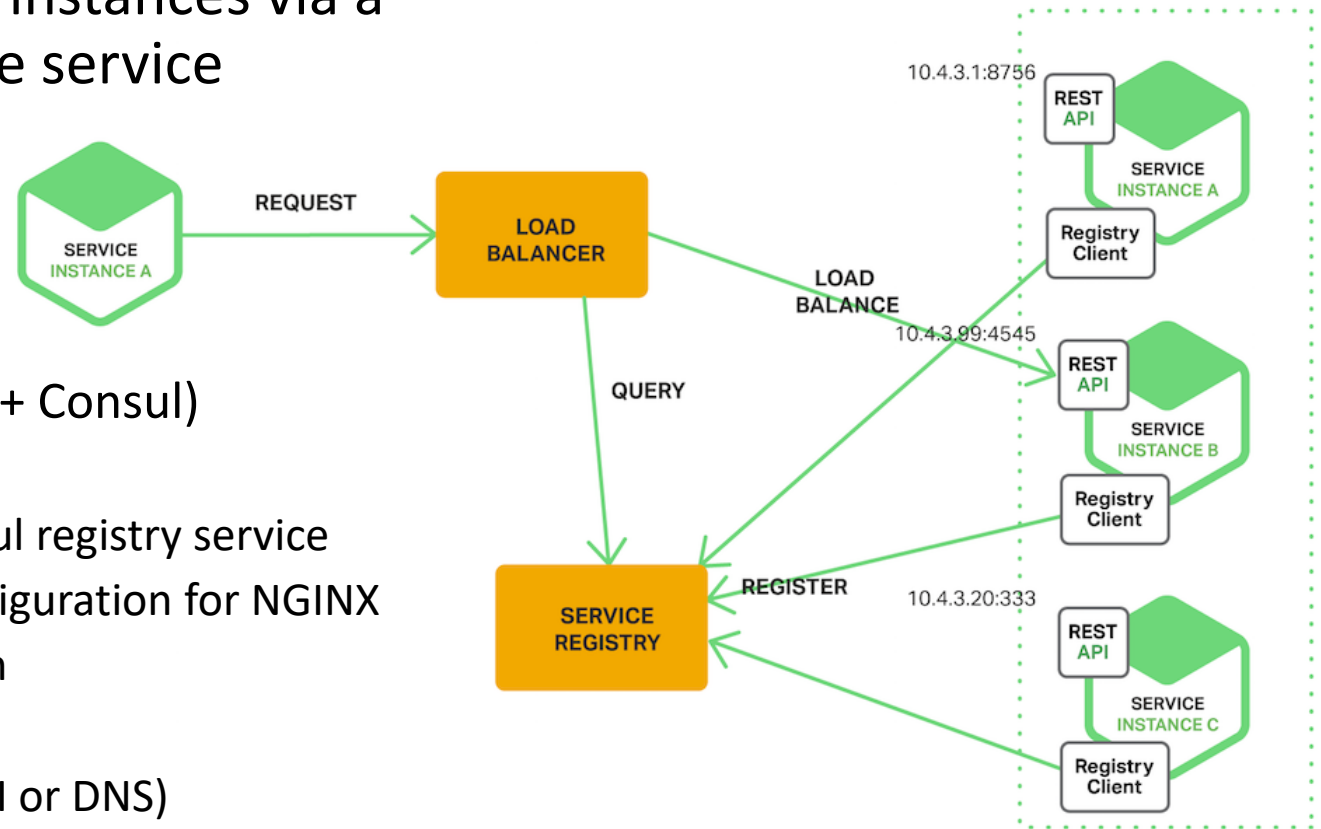 instances via a
e service
+ Consul)
ul registry service
iguration for NGINX
or DNS)
SERVICE
INSTANCE A
REQUEST
LOAD
BALANCER
LOAD
BALANCE
QUERY
SERVICE
REGISTRY
REGISTER
10.4.3.1:8756
REST
API
SERVICE
INSTANCE A
Registry
Client
10.4.3.99:4545
REST
API
SERVICE
INSTANCE B
Registry
Client
10.4.3.20:333
REST
API
SERVICE
INSTANCE C
Registry
Client